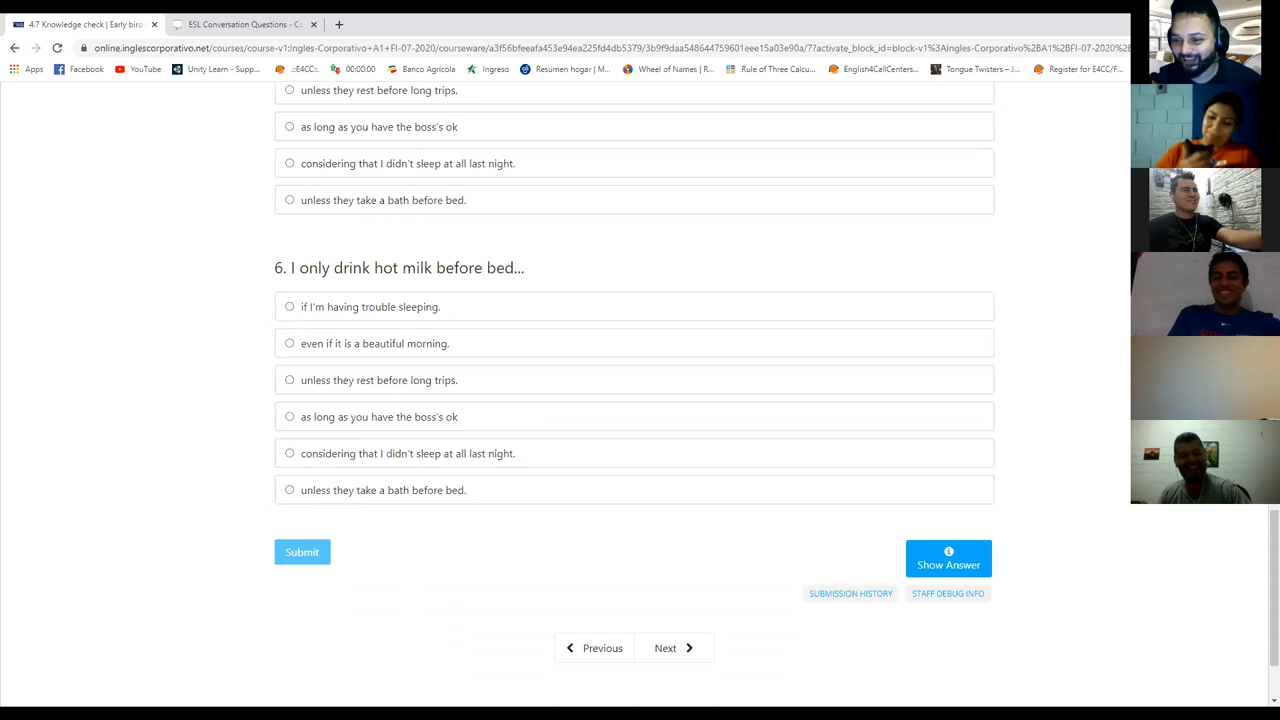 4.7 Knowledge check | Early bird
ESL Conversation Questions - Co
online.inglescorporativo.net/courses/course-v1:Ingles-Corporativo+A1+FI-07-2020/courseware/a3f56bfeefa4452e94ea225fd4db5379/3b9f9daa548644759601eee15a03e90a/7?activate_block_id=block-v1%3AIngles-Corporativo%2BA1%2BFI-07-2020%2B
Apps Facebook YouTube Unity Learn - Supp... .::E4CC:. 00:00:00 Banco Agrico Ingreso Resumen hogar | M... Wheel of Names | R... Rule of Three Calcu... English4CallCenters... Tongue Twisters – J... Register for E4CC/F...
unless they rest before long trips.
as long as you have the boss's ok
considering that I didn't sleep at all last night.
unless they take a bath before bed.
6. I only drink hot milk before bed...
if I'm having trouble sleeping.
even if it is a beautiful morning.
unless they rest before long trips.
as long as you have the boss's ok
considering that I didn't sleep at all last night.
unless they take a bath before bed.
Submit
Show Answer
SUBMISSION HISTORY STAFF DEBUG INFO
Previous Next